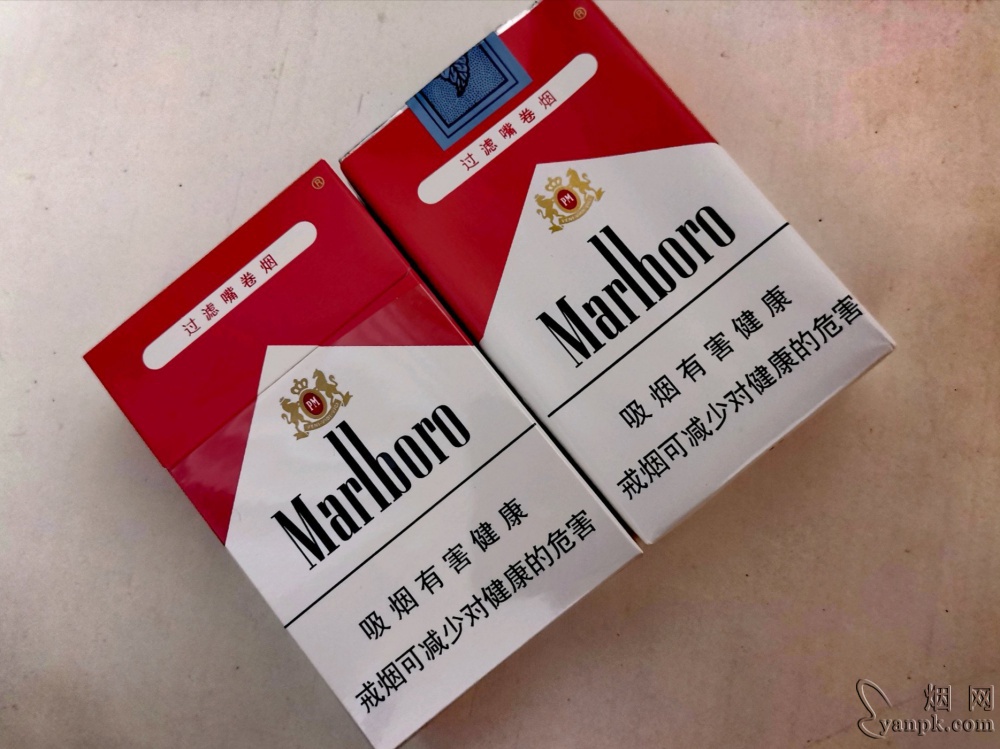 过滤嘴卷烟
®
PM
Marlboro
吸烟有害健康
戒烟可减少对健康的危害
®
过滤嘴卷烟
PM
Marlboro
吸烟有害健康
戒烟可减少对健康的危害
烟网
yanpk.com